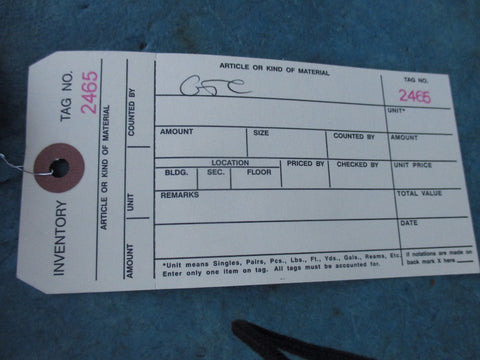 INVENTORY TAG NO. 2465
ARTICLE OR KIND OF MATERIAL
AMOUNT UNIT COUNTED BY
ARTICLE OR KIND OF MATERIAL
TAG NO.
2465
UNIT*
AMOUNT SIZE COUNTED BY AMOUNT
LOCATION PRICED BY CHECKED BY UNIT PRICE
BLDG. SEC. FLOOR
REMARKS TOTAL VALUE
DATE
*Unit means Singles, Pairs, Pcs., Lbs., Ft., Yds., Gals., Reams, Etc.
Enter only one item on tag. All tags must be accounted for.
If notations are made on
back mark X here